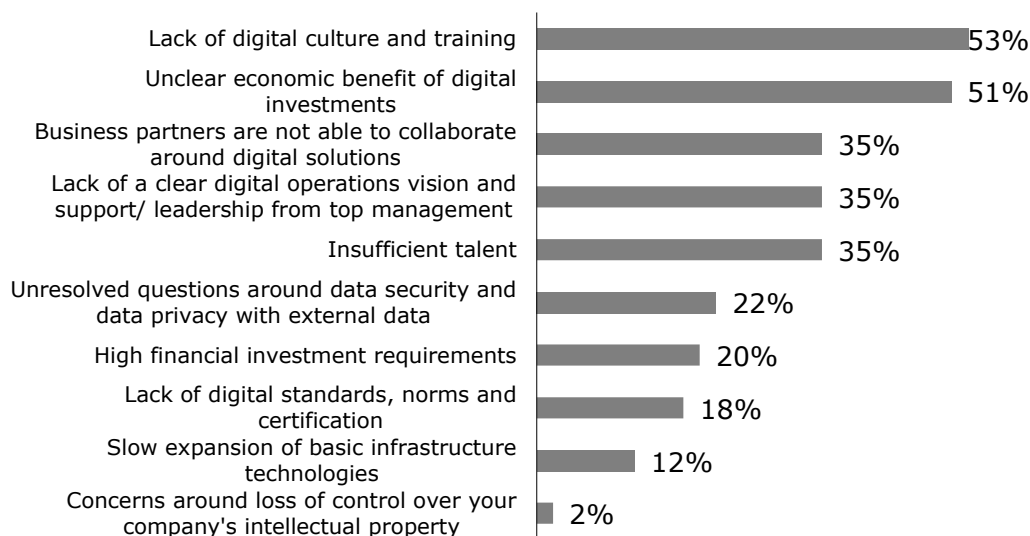 Lack of digital culture and training
53%
Unclear economic benefit of digital
investments
51%
Business partners are not able to collaborate
around digital solutions
35%
Lack of a clear digital operations vision and
support/ leadership from top management
35%
Insufficient talent
35%
Unresolved questions around data security and
data privacy with external data
22%
High financial investment requirements
20%
Lack of digital standards, norms and
certification
18%
Slow expansion of basic infrastructure
technologies
12%
Concerns around loss of control over your
company's intellectual property
2%